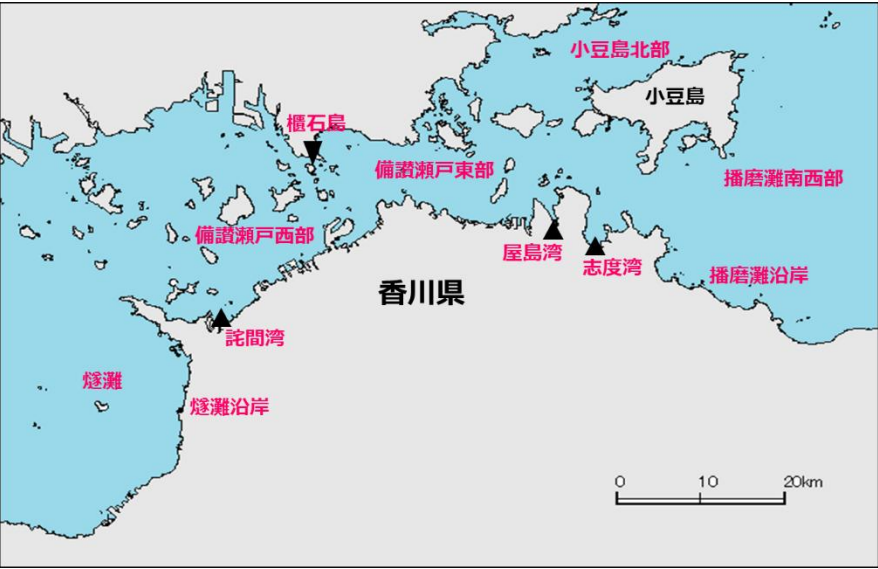 小豆島北部
小豆島
櫃石島
備讃瀬戸東部
播磨灘南西部
備讃瀬戸西部
屋島湾
志度湾
播磨灘沿岸
香川県
詫間湾
燧灘
燧灘沿岸
0 10 20km